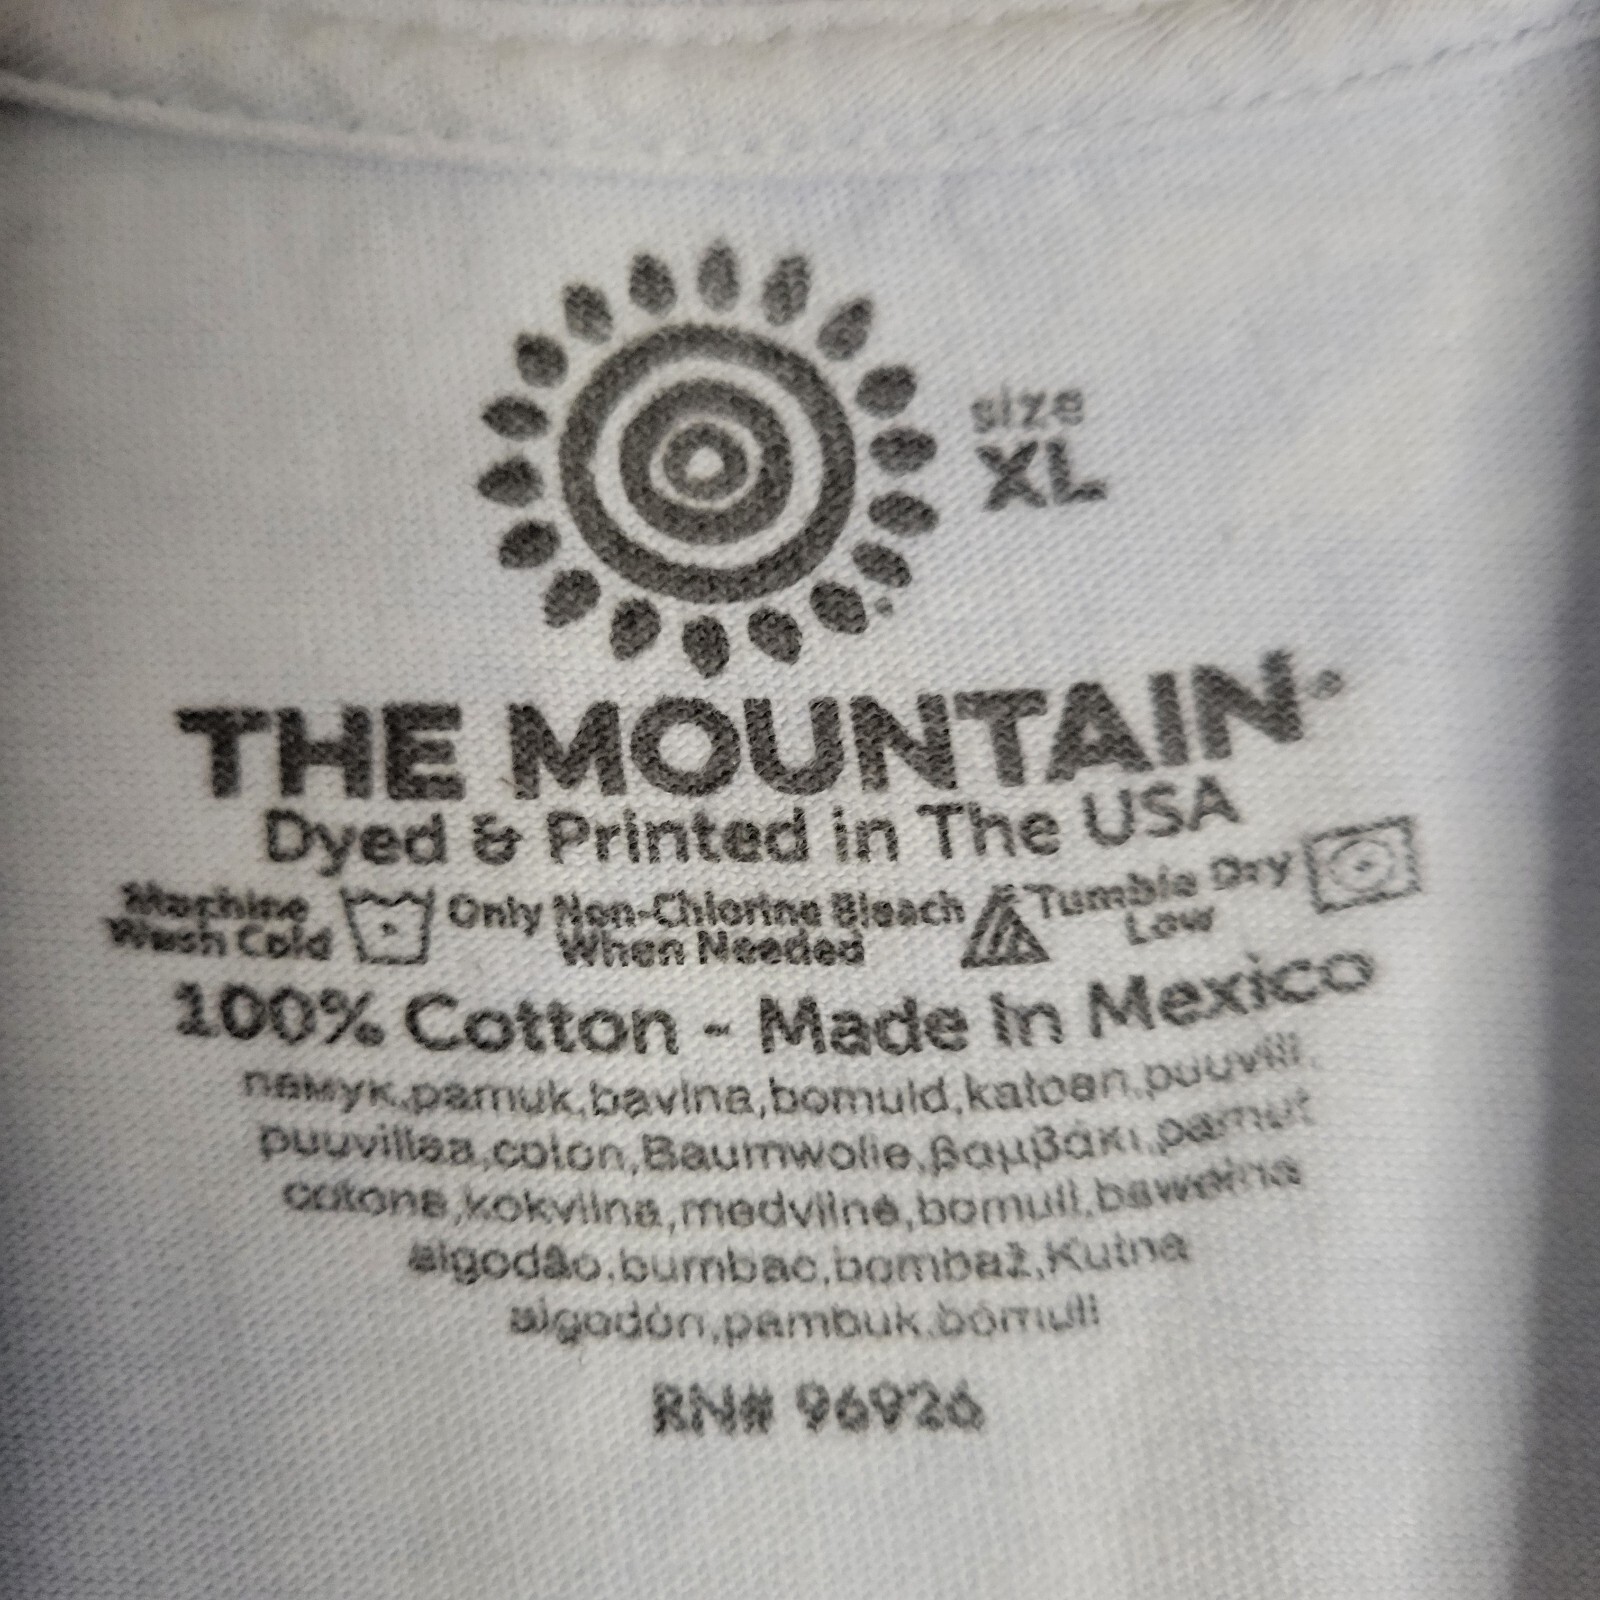 size
XL
THE MOUNTAIN®
Dyed & Printed in The USA
Machine
Wash Cold
Only Non-Chlorine Bleach
When Needed
Tumble Dry
Low
100% Cotton - Made In Mexico
памук,pamuk,bavlna,bomuld,katoen,puuvill,
puuvillaa,coton,Baumwolle,βαμβάκι,pamut
cotone,kokvilna,medvilnė,bomull,bawełna
algodão,bumbac,bombaž,Kutna
algodón,pambuk,bómull
RN# 96926